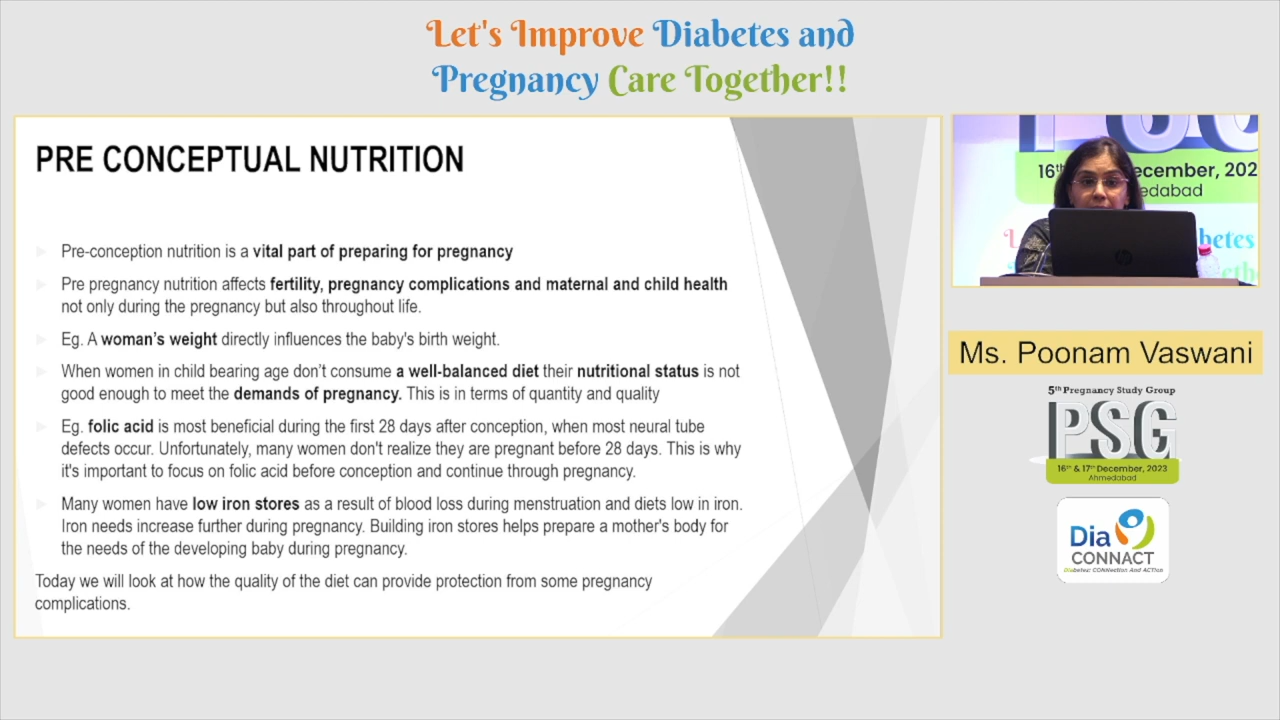 Let's Improve Diabetes and
Pregnancy Care Together!!
PRE CONCEPTUAL NUTRITION
Pre-conception nutrition is a vital part of preparing for pregnancy
Pre pregnancy nutrition affects fertility, pregnancy complications and maternal and child health
not only during the pregnancy but also throughout life.
Eg. A woman's weight directly influences the baby's birth weight.
When women in child bearing age don't consume a well-balanced diet their nutritional status is not
good enough to meet the demands of pregnancy. This is in terms of quantity and quality
Eg. folic acid is most beneficial during the first 28 days after conception, when most neural tube
defects occur. Unfortunately, many women don't realize they are pregnant before 28 days. This is why
it's important to focus on folic acid before conception and continue through pregnancy.
Many women have low iron stores as a result of blood loss during menstruation and diets low in iron.
Iron needs increase further during pregnancy. Building iron stores helps prepare a mother's body for
the needs of the developing baby during pregnancy.
Today we will look at how the quality of the diet can provide protection from some pregnancy
complications.
16th ecember, 202
edabad
betes
Ms. Poonam Vaswani
5th Pregnancy Study Group
PSG
16th & 17th December, 2023
Ahmedabad
Dia
CONNACT
Diabetes: CONNection And ACTion